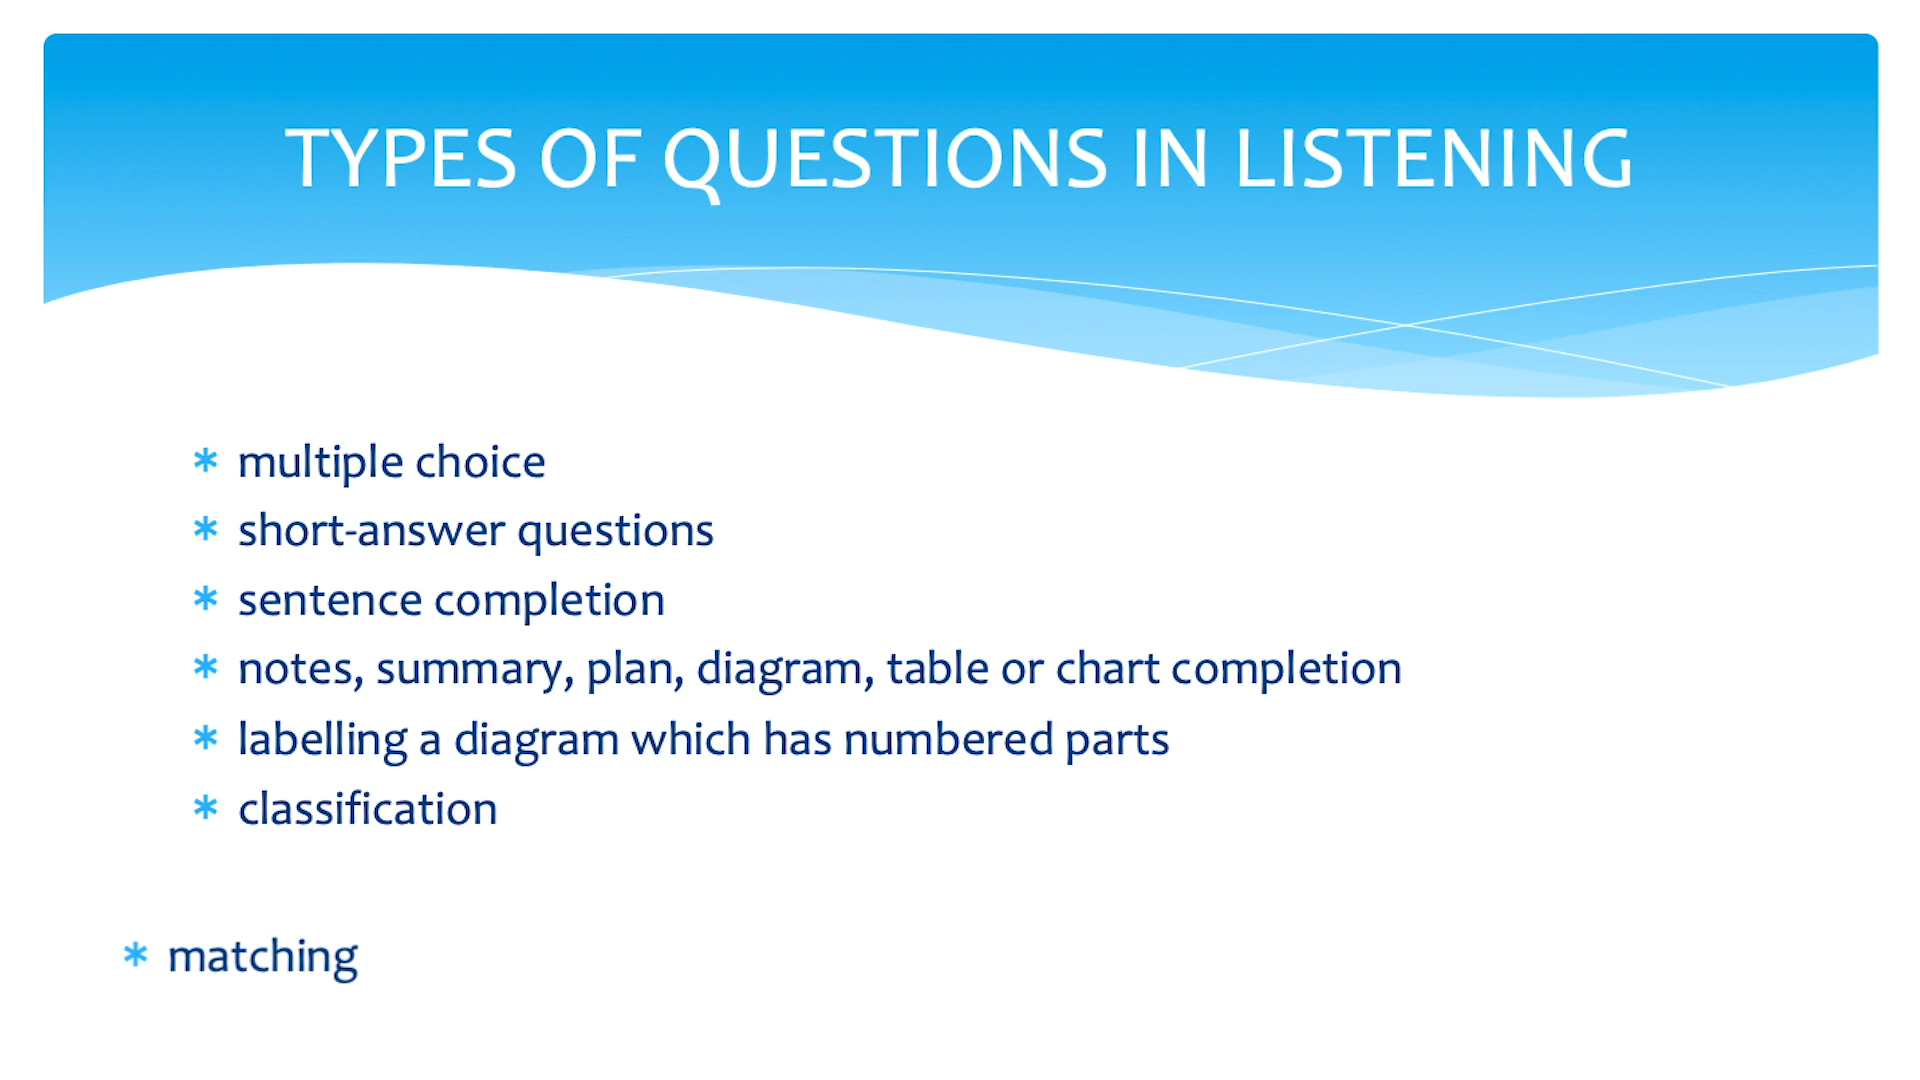 TYPES OF QUESTIONS IN LISTENING
* multiple choice
* short-answer questions
* sentence completion
* notes, summary, plan, diagram, table or chart completion
* labelling a diagram which has numbered parts
* classification
* matching